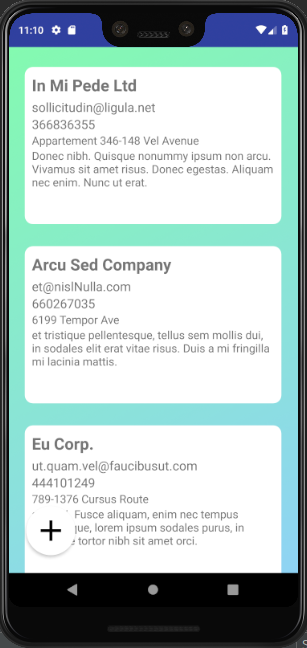 11:10
In Mi Pede Ltd
sollicitudin@ligula.net
366836355
Appartement 346-148 Vel Avenue
Donec nibh. Quisque nonummy ipsum non arcu.
Vivamus sit amet risus. Donec egestas. Aliquam
nec enim. Nunc ut erat.
Arcu Sed Company
et@nislNulla.com
660267035
6199 Tempor Ave
et tristique pellentesque, tellus sem mollis dui,
in sodales elit erat vitae risus. Duis a mi fringilla
mi lacinia mattis.
Eu Corp.
ut.quam.vel@faucibusut.com
444101249
789-1376 Cursus Route
Fusce aliquam, enim nec tempus
lorem ipsum sodales purus, in
tortor nibh sit amet orci.